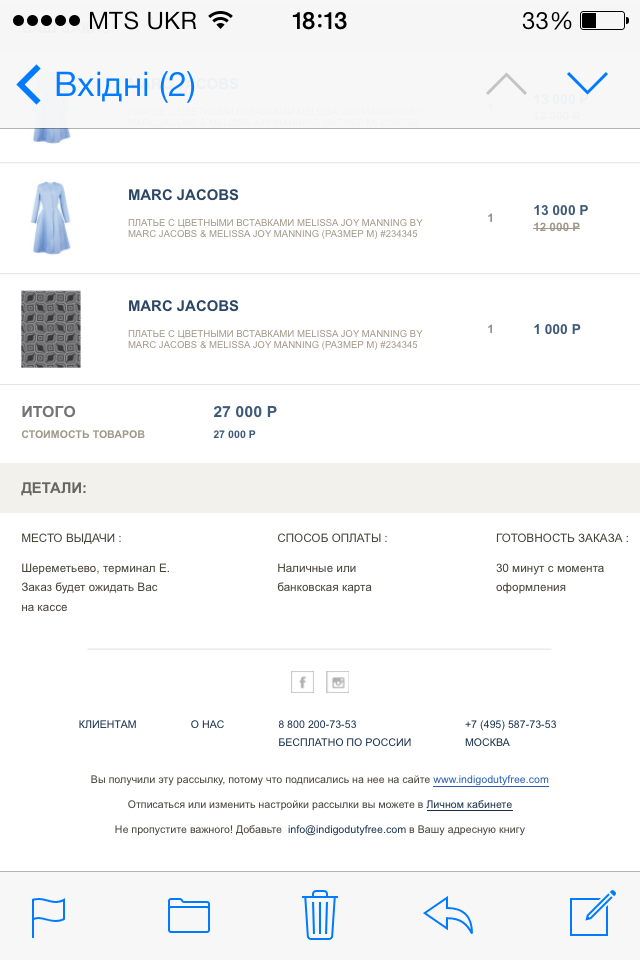 MTS UKR 18:13 33%
Вхідні (2)
13 000 P
1
MARC JACOBS
ПЛАТЬЕ С ЦВЕТНЫМИ ВСТАВКАМИ MELISSA JOY MANNING BY
MARC JACOBS & MELISSA JOY MANNING (РАЗМЕР M) #234345
1
13 000 Р
12 000 Р
MARC JACOBS
ПЛАТЬЕ С ЦВЕТНЫМИ ВСТАВКАМИ MELISSA JOY MANNING BY
MARC JACOBS & MELISSA JOY MANNING (РАЗМЕР M) #234345
1
1 000 Р
ИТОГО 27 000 Р
СТОИМОСТЬ ТОВАРОВ 27 000 Р
ДЕТАЛИ:
МЕСТО ВЫДАЧИ :
Шереметьево, терминал Е.
Заказ будет ожидать Вас
на кассе
СПОСОБ ОПЛАТЫ :
Наличные или
банковская карта
ГОТОВНОСТЬ ЗАКАЗА :
30 минут с момента
оформления
КЛИЕНТАМ О НАС 8 800 200-73-53 +7 (495) 587-73-53
БЕСПЛАТНО ПО РОССИИ МОСКВА
Вы получили эту рассылку, потому что подписались на нее на сайте www.indigodutyfree.com
Отписаться или изменить настройки рассылки вы можете в Личном кабинете
Не пропустите важного! Добавьте info@indigodutyfree.com в Вашу адресную книгу